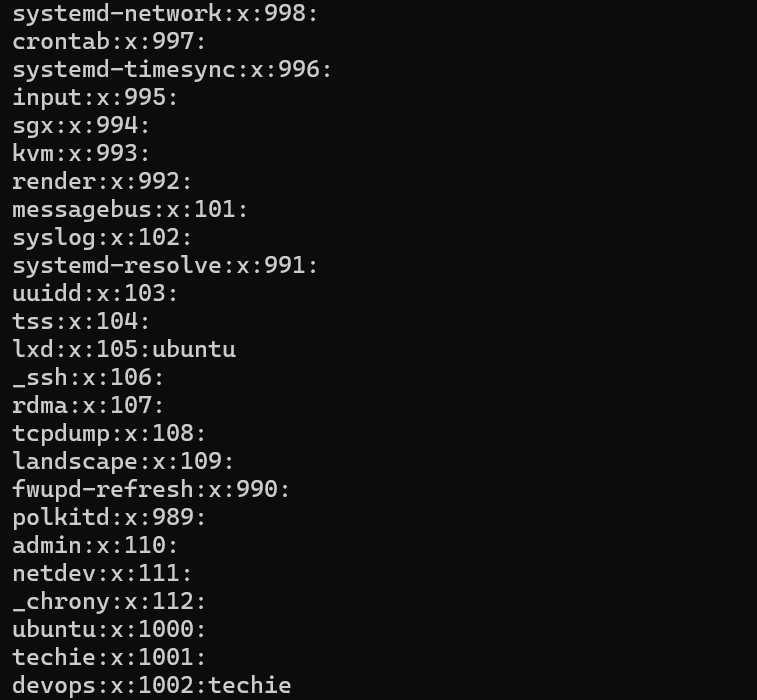 systemd-network:x:998:
crontab:x:997:
systemd-timesync:x:996:
input:x:995:
sgx:x:994:
kvm:x:993:
render:x:992:
messagebus:x:101:
syslog:x:102:
systemd-resolve:x:991:
uuidd:x:103:
tss:x:104:
lxd:x:105:ubuntu
_ssh:x:106:
rdma:x:107:
tcpdump:x:108:
landscape:x:109:
fwupd-refresh:x:990:
polkitd:x:989:
admin:x:110:
netdev:x:111:
_chrony:x:112:
ubuntu:x:1000:
techie:x:1001:
devops:x:1002:techie